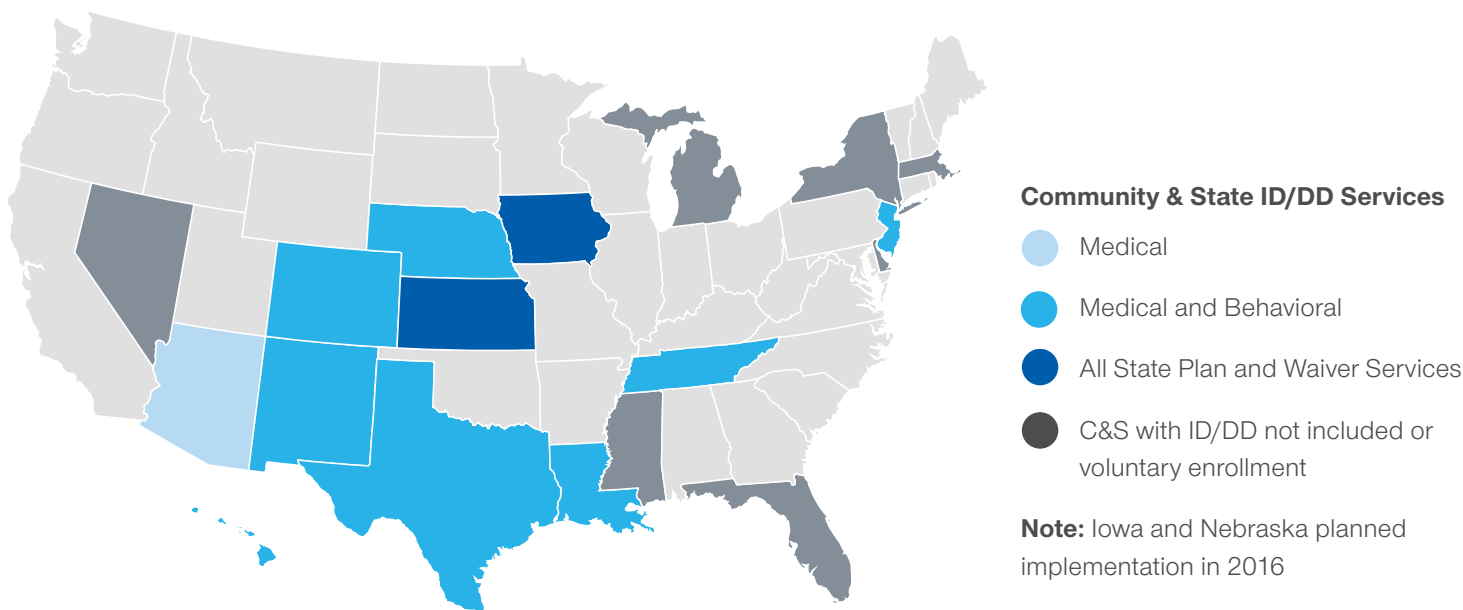 Community & State ID/DD Services
Medical
Medical and Behavioral
All State Plan and Waiver Services
C&S with ID/DD not included or
voluntary enrollment
Note: Iowa and Nebraska planned
implementation in 2016